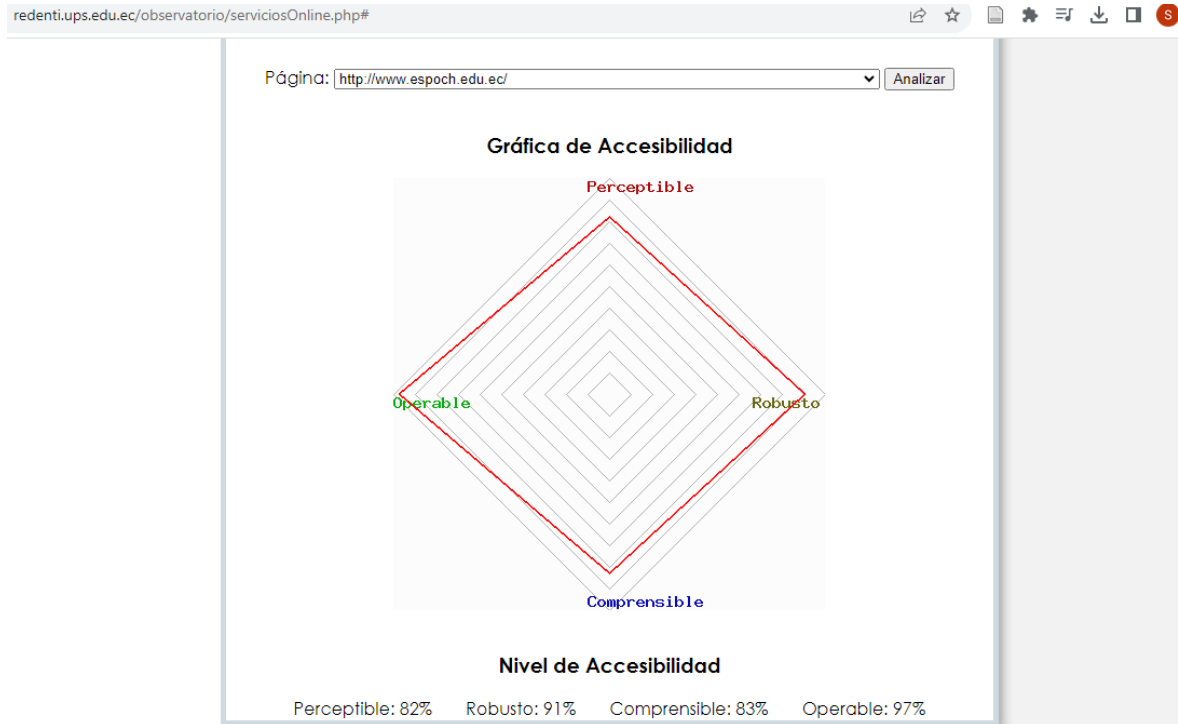 redenti.ups.edu.ec/observatorio/serviciosOnline.php#
S
Página: http://www.espoch.edu.ec/ Analizar
Gráfica de Accesibilidad
Perceptible
Operable Robusto
Comprensible
Nivel de Accesibilidad
Perceptible: 82% Robusto: 91% Comprensible: 83% Operable: 97%